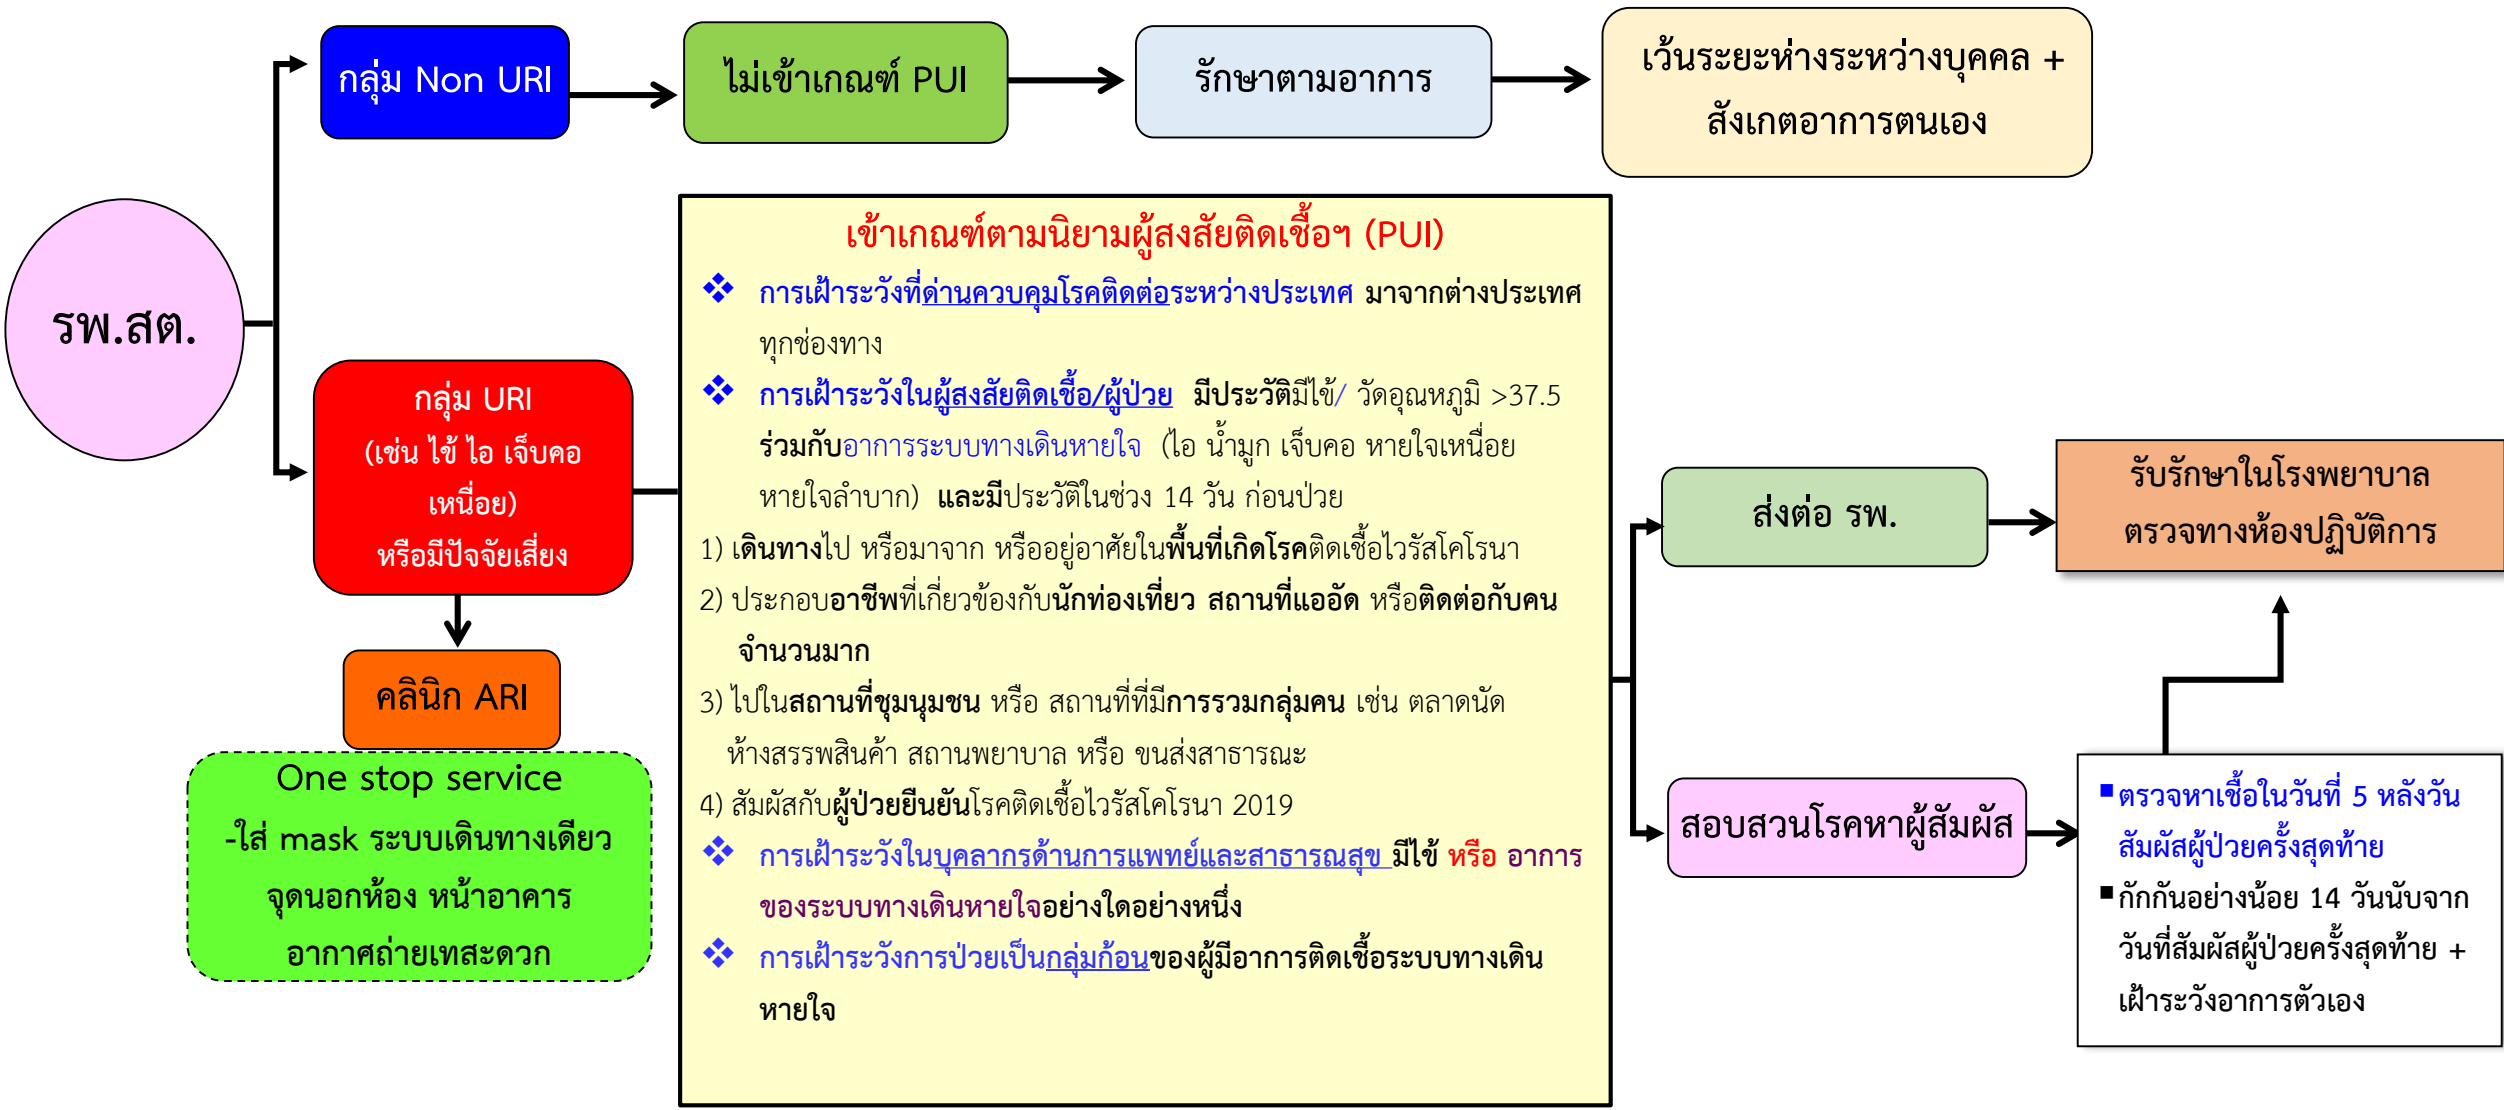 กลุ่ม Non URI
ไม่เข้าเกณฑ์ PUI
รักษาตามอาการ
เว้นระยะห่างระหว่างบุคคล +
สังเกตอาการตนเอง
รพ.สต.
กลุ่ม URI
(เช่น ไข้ ไอ เจ็บคอ
เหนื่อย)
หรือมีปัจจัยเสี่ยง
คลินิก ARI
One stop service
-ใส่ mask ระบบเดินทางเดียว
จุดนอกห้อง หน้าอาคาร
อากาศถ่ายเทสะดวก
เข้าเกณฑ์ตามนิยามผู้สงสัยติดเชื้อฯ (PUI)
❖ การเฝ้าระวังที่ด่านควบคุมโรคติดต่อระหว่างประเทศ มาจากต่างประเทศ
ทุกช่องทาง
❖ การเฝ้าระวังในผู้สงสัยติดเชื้อ/ผู้ป่วย มีประวัติมีไข้/ วัดอุณหภูมิ >37.5
ร่วมกับอาการระบบทางเดินหายใจ (ไอ น้ำมูก เจ็บคอ หายใจเหนื่อย
หายใจลำบาก) และมีประวัติในช่วง 14 วัน ก่อนป่วย
1) เดินทางไป หรือมาจาก หรืออยู่อาศัยในพื้นที่เกิดโรคติดเชื้อไวรัสโคโรนา
2) ประกอบอาชีพที่เกี่ยวข้องกับนักท่องเที่ยว สถานที่แออัด หรือติดต่อกับคน
จำนวนมาก
3) ไปในสถานที่ชุมนุมชน หรือ สถานที่ที่มีการรวมกลุ่มคน เช่น ตลาดนัด
ห้างสรรพสินค้า สถานพยาบาล หรือ ขนส่งสาธารณะ
4) สัมผัสกับผู้ป่วยยืนยันโรคติดเชื้อไวรัสโคโรนา 2019
❖ การเฝ้าระวังในบุคลากรด้านการแพทย์และสาธารณสุข มีไข้ หรือ อาการ
ของระบบทางเดินหายใจอย่างใดอย่างหนึ่ง
❖ การเฝ้าระวังการป่วยเป็นกลุ่มก้อนของผู้มีอาการติดเชื้อระบบทางเดิน
หายใจ
ส่งต่อ รพ.
รับรักษาในโรงพยาบาล
ตรวจทางห้องปฏิบัติการ
สอบสวนโรคหาผู้สัมผัส
▪ ตรวจหาเชื้อในวันที่ 5 หลังวัน
สัมผัสผู้ป่วยครั้งสุดท้าย
▪ กักกันอย่างน้อย 14 วันนับจาก
วันที่สัมผัสผู้ป่วยครั้งสุดท้าย +
เฝ้าระวังอาการตัวเอง